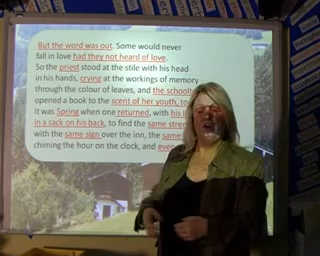 But the word was out. Some would never
fall in love had they not heard of love.
So the priest stood at the stile with his head
in his hands, crying at the workings of memory
through the colour of leaves, and the schoolr
opened a book to the scent of her youth, to
It was Spring when one returned, with his
in a sack on his back, to find the same stree
with the same sign over the inn, the same
chiming the hour on the clock, and even